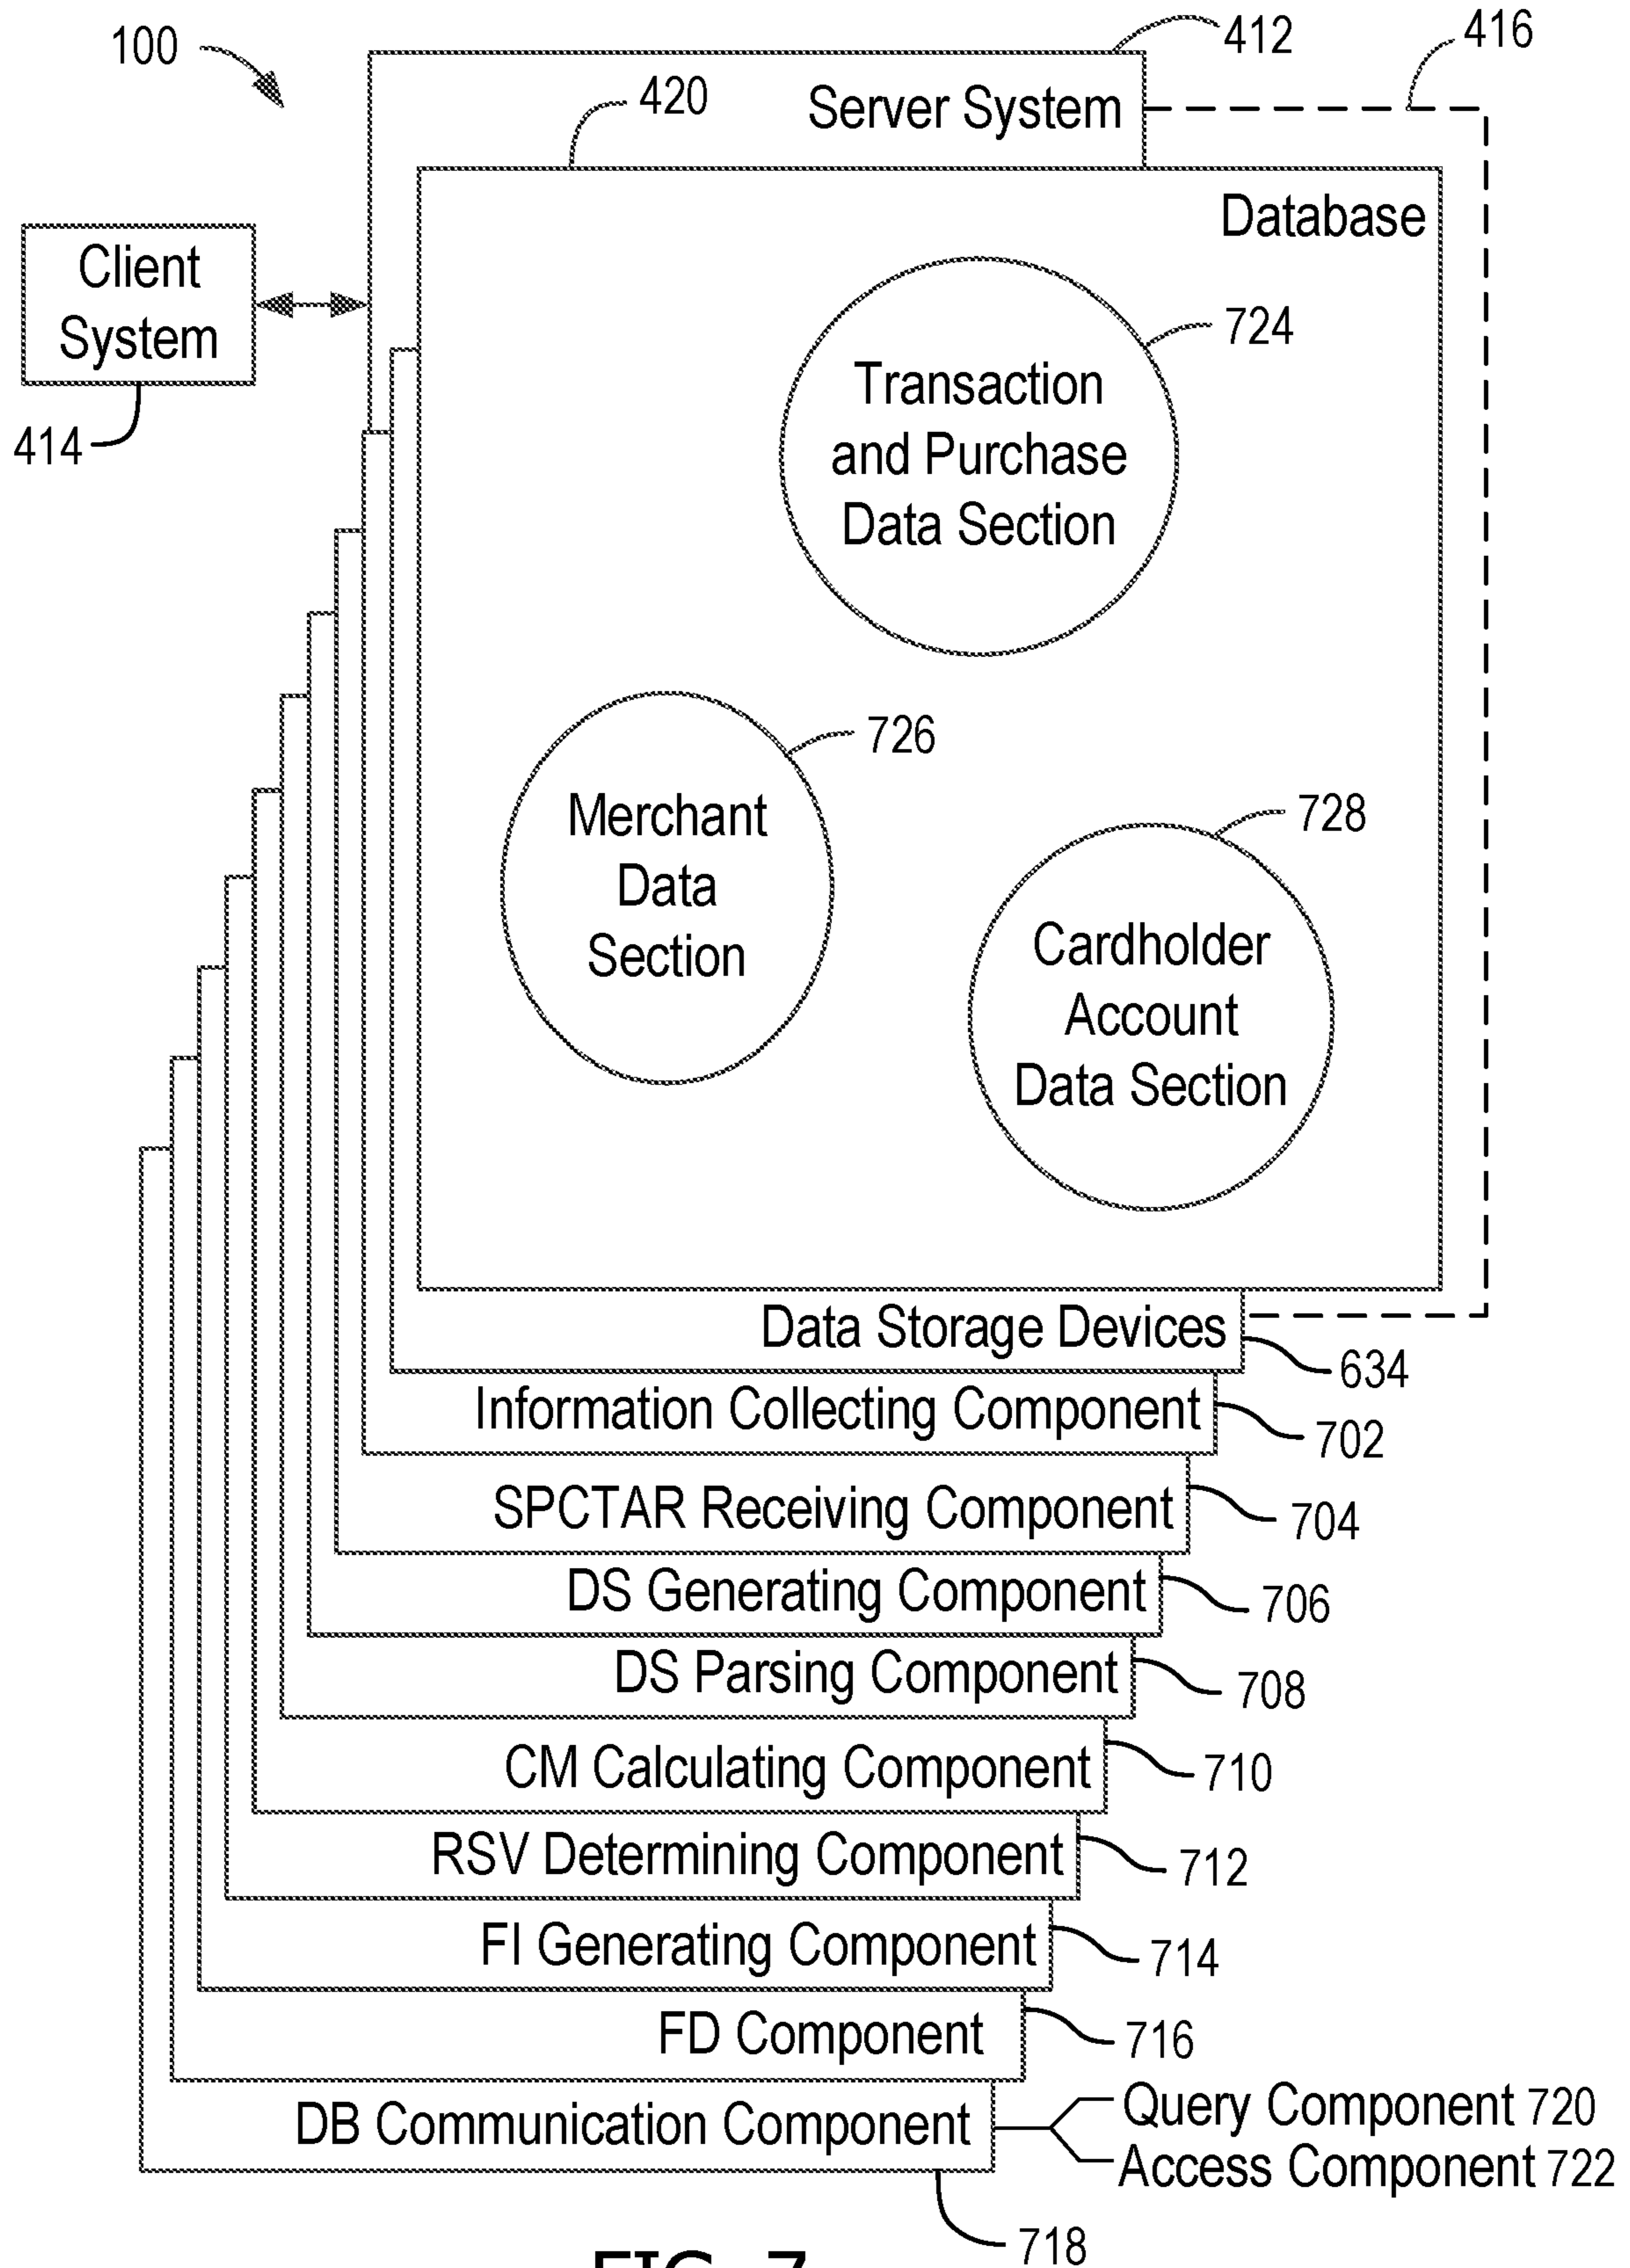 100
412
416
420
Server System
Database
Client
System
414
724
Transaction
and Purchase
Data Section
726
Merchant
Data
Section
728
Cardholder
Account
Data Section
Data Storage Devices
634
Information Collecting Component
702
SPCTAR Receiving Component
704
DS Generating Component
706
DS Parsing Component
708
CM Calculating Component
710
RSV Determining Component
712
FI Generating Component
714
FD Component
716
DB Communication Component
Query Component 720
Access Component 722
718
FIG. 7